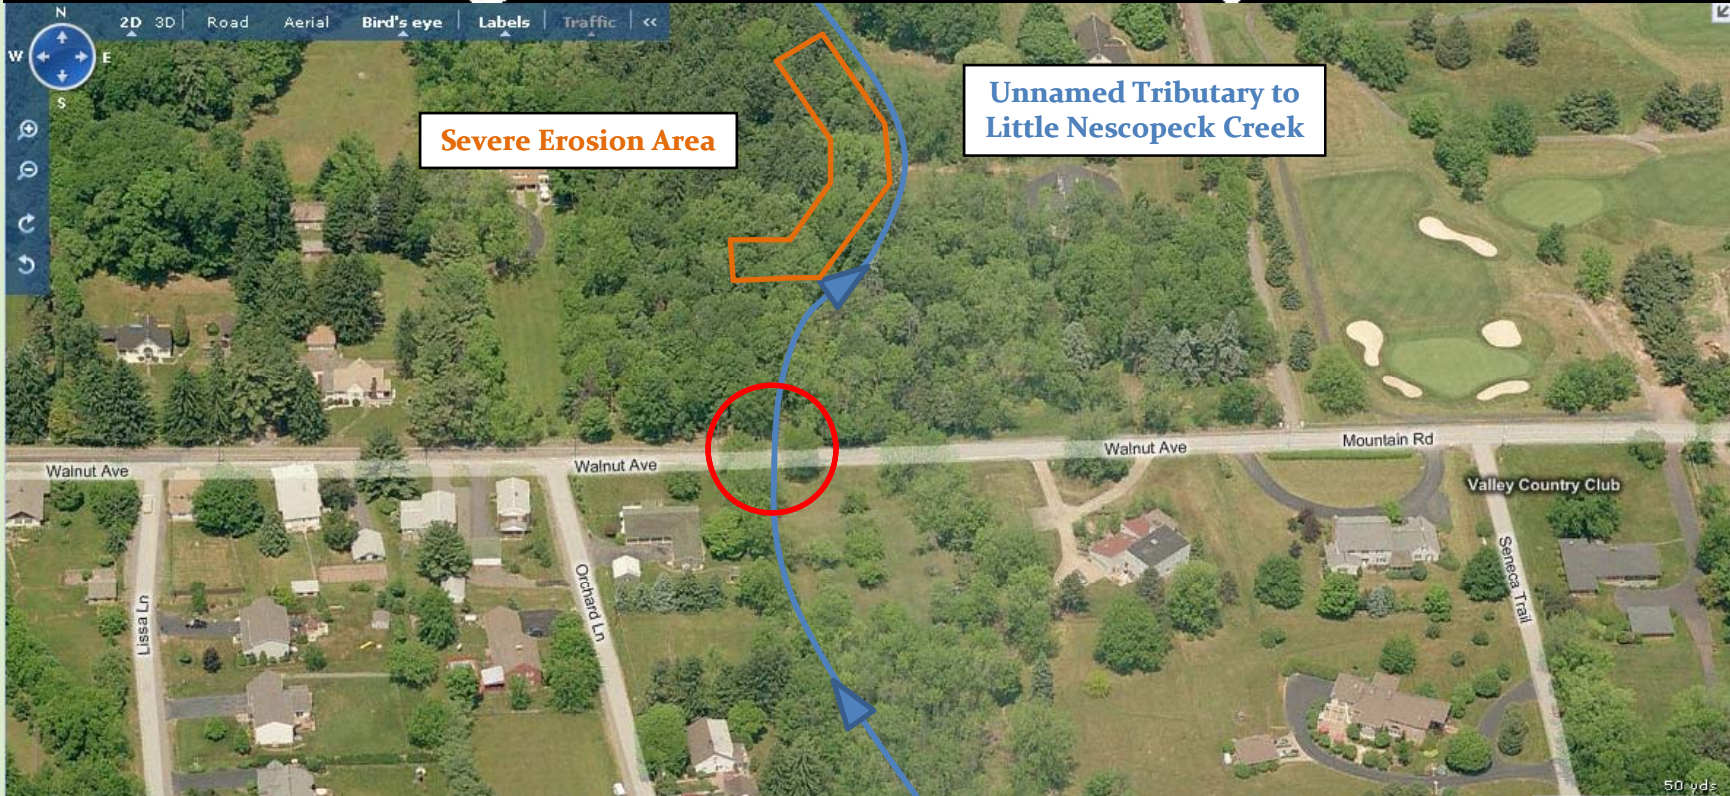 N
2D 3D Road Aerial Bird's eye Labels Traffic <<
W E
S
Unnamed Tributary to
Little Nescopeck Creek
Severe Erosion Area
Mountain Rd
Walnut Ave
Walnut Ave
Walnut Ave
Valley Country Club
Lissa Ln
Orchard Ln
Seneca Trail
50 yds